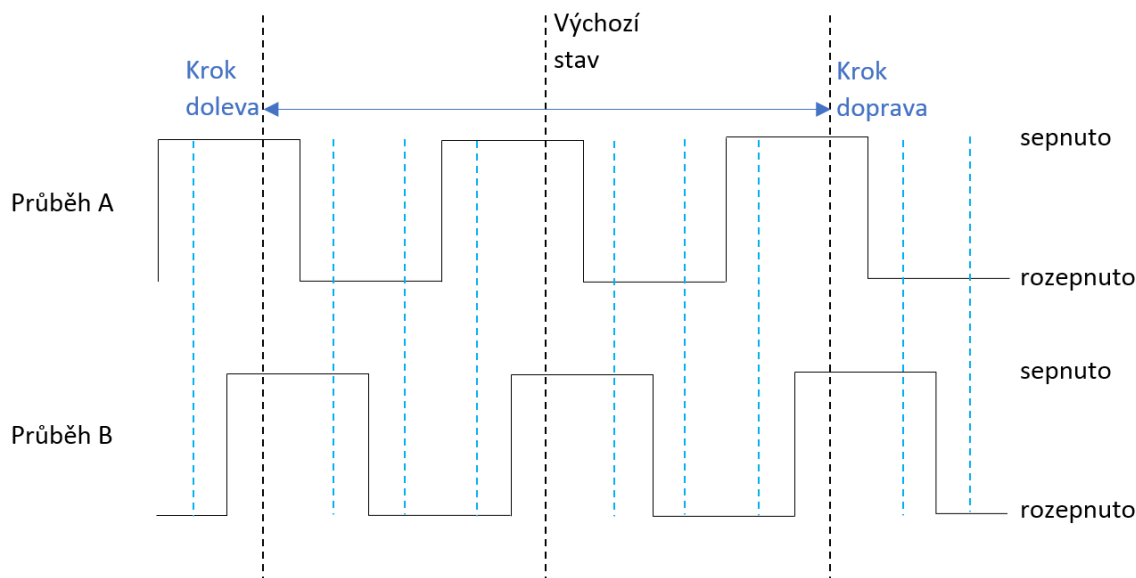 Výchozí
stav
Krok
doleva
Krok
doprava
sepnuto
Průběh A
rozepnuto
sepnuto
Průběh B
rozepnuto